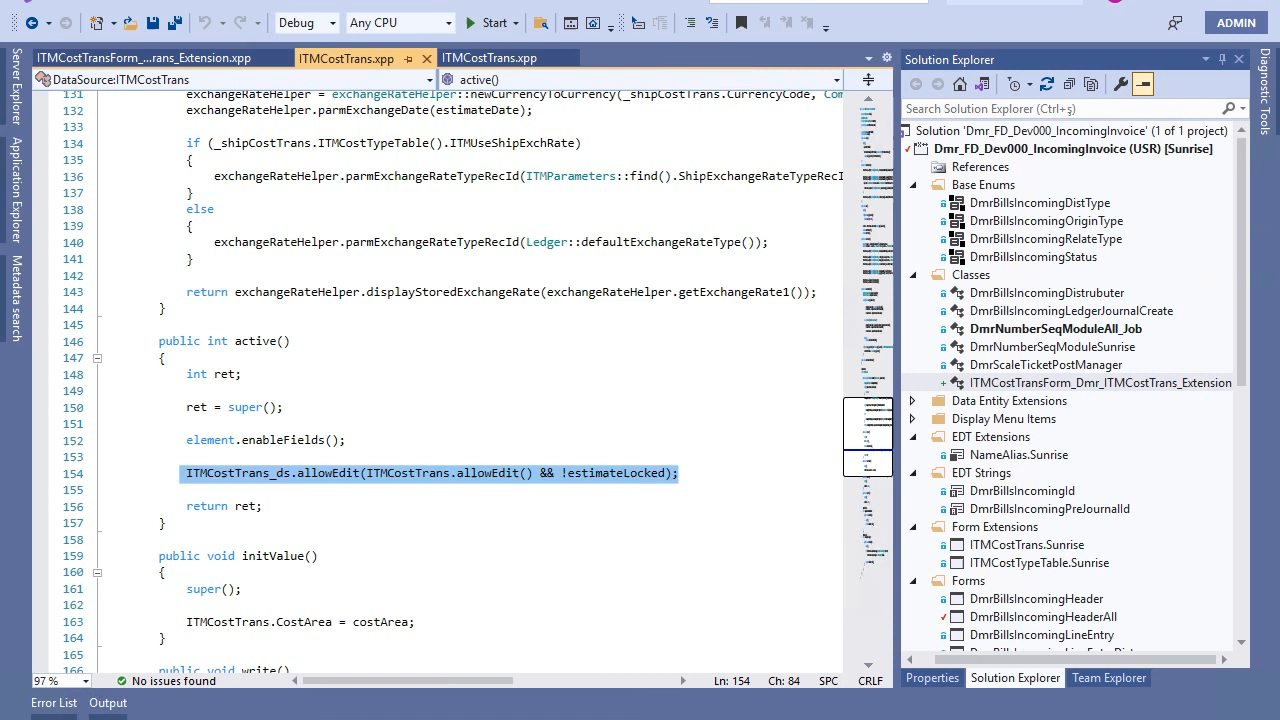 Debug
Any CPU
Start
ADMIN
ITMCostTransForm_...rans_Extension.xpp
ITMCostTrans.xpp
ITMCostTrans.xpp
DataSource:ITMCostTrans
active()
131 exchangeRateHelper = exchangeRateHelper::newCurrencyToCurrency(_shipCostTrans.CurrencyCode, Com
132 exchangeRateHelper.parmExchangeDate(estimateDate);
133
134 if (_shipCostTrans.ITMCostTypeTable().ITMUseShipExchRate)
135 {
136 exchangeRateHelper.parmExchangeRateTypeRecId(ITMParameters::find().ShipExchangeRateTypeRecI
137 }
138 else
139 {
140 exchangeRateHelper.parmExchangeRateTypeRecId(Ledger::defaultExchangeRateType());
141 }
142
143 return exchangeRateHelper.displayStoredExchangeRate(exchangeRateHelper.getExchangeRate1());
144 }
145
146 public int active()
147 {
148 int ret;
149
150 ret = super();
151
152 element.enableFields();
153
154 ITMCostTrans_ds.allowEdit(ITMCostTrans.allowEdit() && !estimateLocked);
155
156 return ret;
157 }
158
159 public void initValue()
160 {
161 super();
162
163 ITMCostTrans.CostArea = costArea;
164 }
165
166 public void write()
97 %
No issues found
Ln: 154
Ch: 84
SPC
CRLF
Error List
Output
Server Explorer
Application Explorer
Metadata search
Solution Explorer
Search Solution Explorer (Ctrl+ş)
Solution 'Dmr_FD_Dev000_IncomingInvoice' (1 of 1 project)
Dmr_FD_Dev000_IncomingInvoice (USR) [Sunrise]
References
Base Enums
DmrBillsIncomingDistType
DmrBillsIncomingOriginType
DmrBillsIncomingRelateType
DmrBillsIncomingStatus
Classes
DmrBillsIncomingDistrubuter
DmrBillsIncomingLedgerJournalCreate
DmrNumberSeqModuleAll_Job
DmrNumberSeqModuleSunrise
DmrScaleTicketPostManager
ITMCostTransForm_Dmr_ITMCostTrans_Extension
Data Entity Extensions
Display Menu Items
EDT Extensions
NameAlias.Sunrise
EDT Strings
DmrBillsIncomingId
DmrBillsIncomingPreJournalId
Form Extensions
ITMCostTrans.Sunrise
ITMCostTypeTable.Sunrise
Forms
DmrBillsIncomingHeader
DmrBillsIncomingHeaderAll
DmrBillsIncomingLineEntry
Properties
Solution Explorer
Team Explorer
Diagnostic Tools